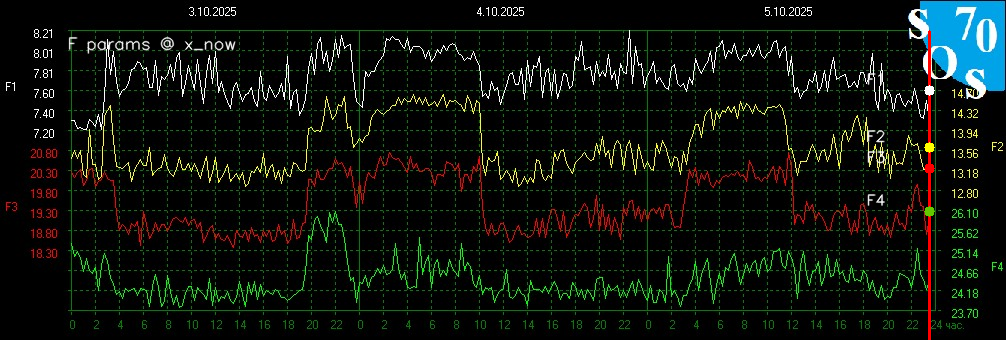 3.10.2025 4.10.2025 5.10.2025
F params @ x_now
S 70
O
S
8.21
8.01
7.81
F1
7.60
7.40
7.20
20.80
20.30
19.80
F3
19.30
18.80
18.30
F2
F4
14.32
13.94
F2
13.56
13.18
12.80
26.10
25.62
25.14
F4
24.66
24.18
23.70
0 2 4 6 8 10 12 14 16 18 20 22 0 2 4 6 8 10 12 14 16 18 20 22 0 2 4 6 8 10 12 14 16 18 20 22 24 час.